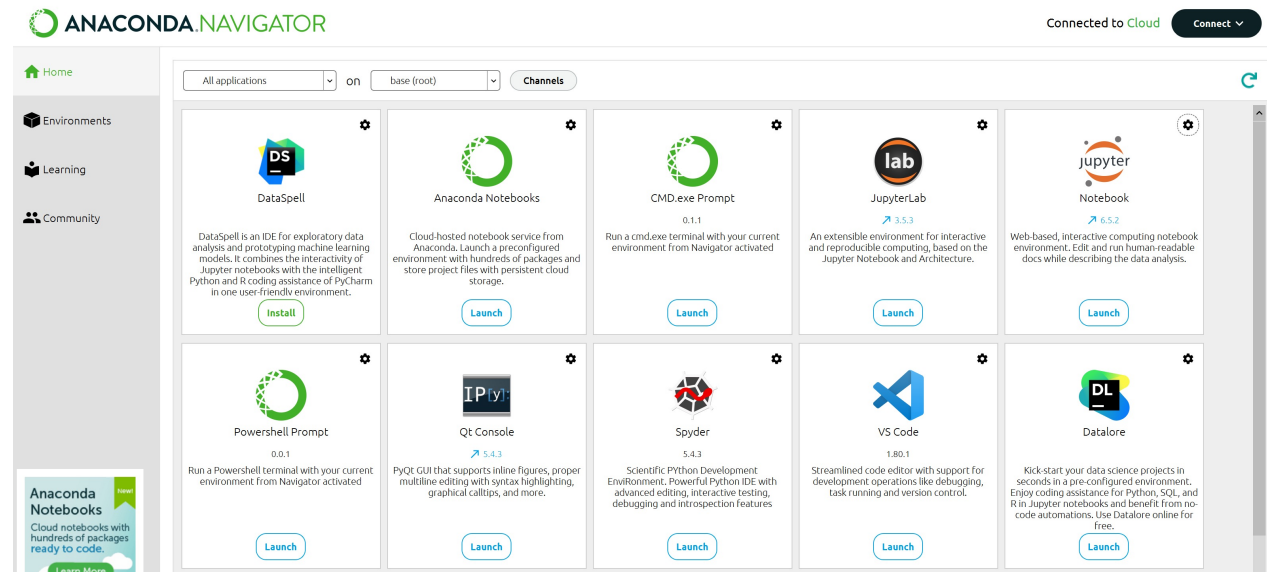 ANACONDA.NAVIGATOR
Connected to Cloud
Connect
Home
Environments
Learning
Community
All applications
on
base (root)
Channels
DS
DataSpell
DataSpell is an IDE for exploratory data
analysis and prototyping machine learning
models. It combines the interactivity of
Jupyter notebooks with the intelligent
Python and R coding assistance of PyCharm
in one user-friendly environment.
Install
Anaconda Notebooks
Cloud-hosted notebook service from
Anaconda. Launch a preconfigured
environment with hundreds of packages and
store project files with persistent cloud
storage.
Launch
CMD.exe Prompt
0.1.1
Run a cmd.exe terminal with your current
environment from Navigator activated
Launch
lab
JupyterLab
3.5.3
An extensible environment for interactive
and reproducible computing, based on the
Jupyter Notebook and Architecture.
Launch
jupyter
Notebook
6.5.2
Web-based, interactive computing notebook
environment. Edit and run human-readable
docs while describing the data analysis.
Launch
Powershell Prompt
0.0.1
Run a Powershell terminal with your current
environment from Navigator activated
Launch
IP[y]:
Qt Console
5.4.3
PyQt GUI that supports inline figures, proper
multiline editing with syntax highlighting,
graphical calltips, and more.
Launch
Spyder
5.4.3
Scientific PYthon Development
EnviRonment. Powerful Python IDE with
advanced editing, interactive testing,
debugging and introspection features
Launch
VS Code
1.80.1
Streamlined code editor with support for
development operations like debugging,
task running and version control.
Launch
DL
Datalore
Kick-start your data science projects in
seconds in a pre-configured environment.
Enjoy coding assistance for Python, SQL, and
R in Jupyter notebooks and benefit from no-
code automations. Use Datalore online for
free.
Launch
New!
Anaconda
Notebooks
Cloud notebooks with
hundreds of packages
ready to code.
Learn More